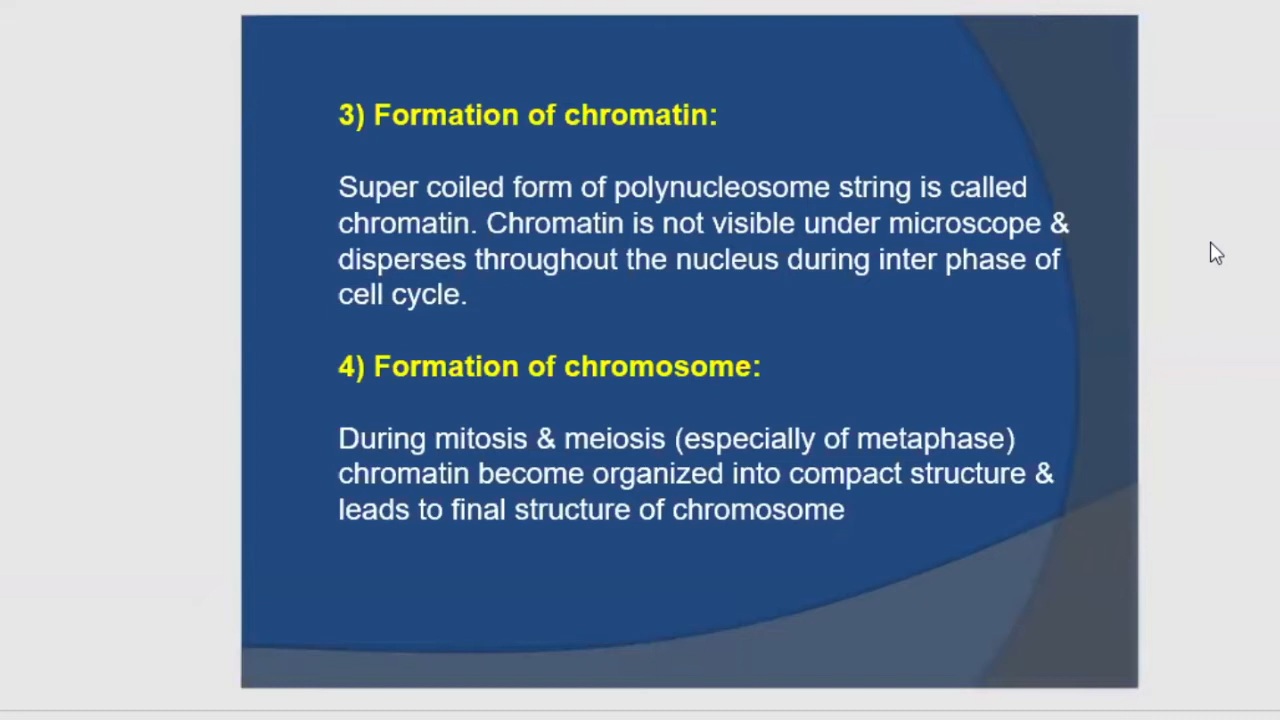 3) Formation of chromatin:
Super coiled form of polynucleosome string is called
chromatin. Chromatin is not visible under microscope &
disperses throughout the nucleus during inter phase of
cell cycle.
4) Formation of chromosome:
During mitosis & meiosis (especially of metaphase)
chromatin become organized into compact structure &
leads to final structure of chromosome